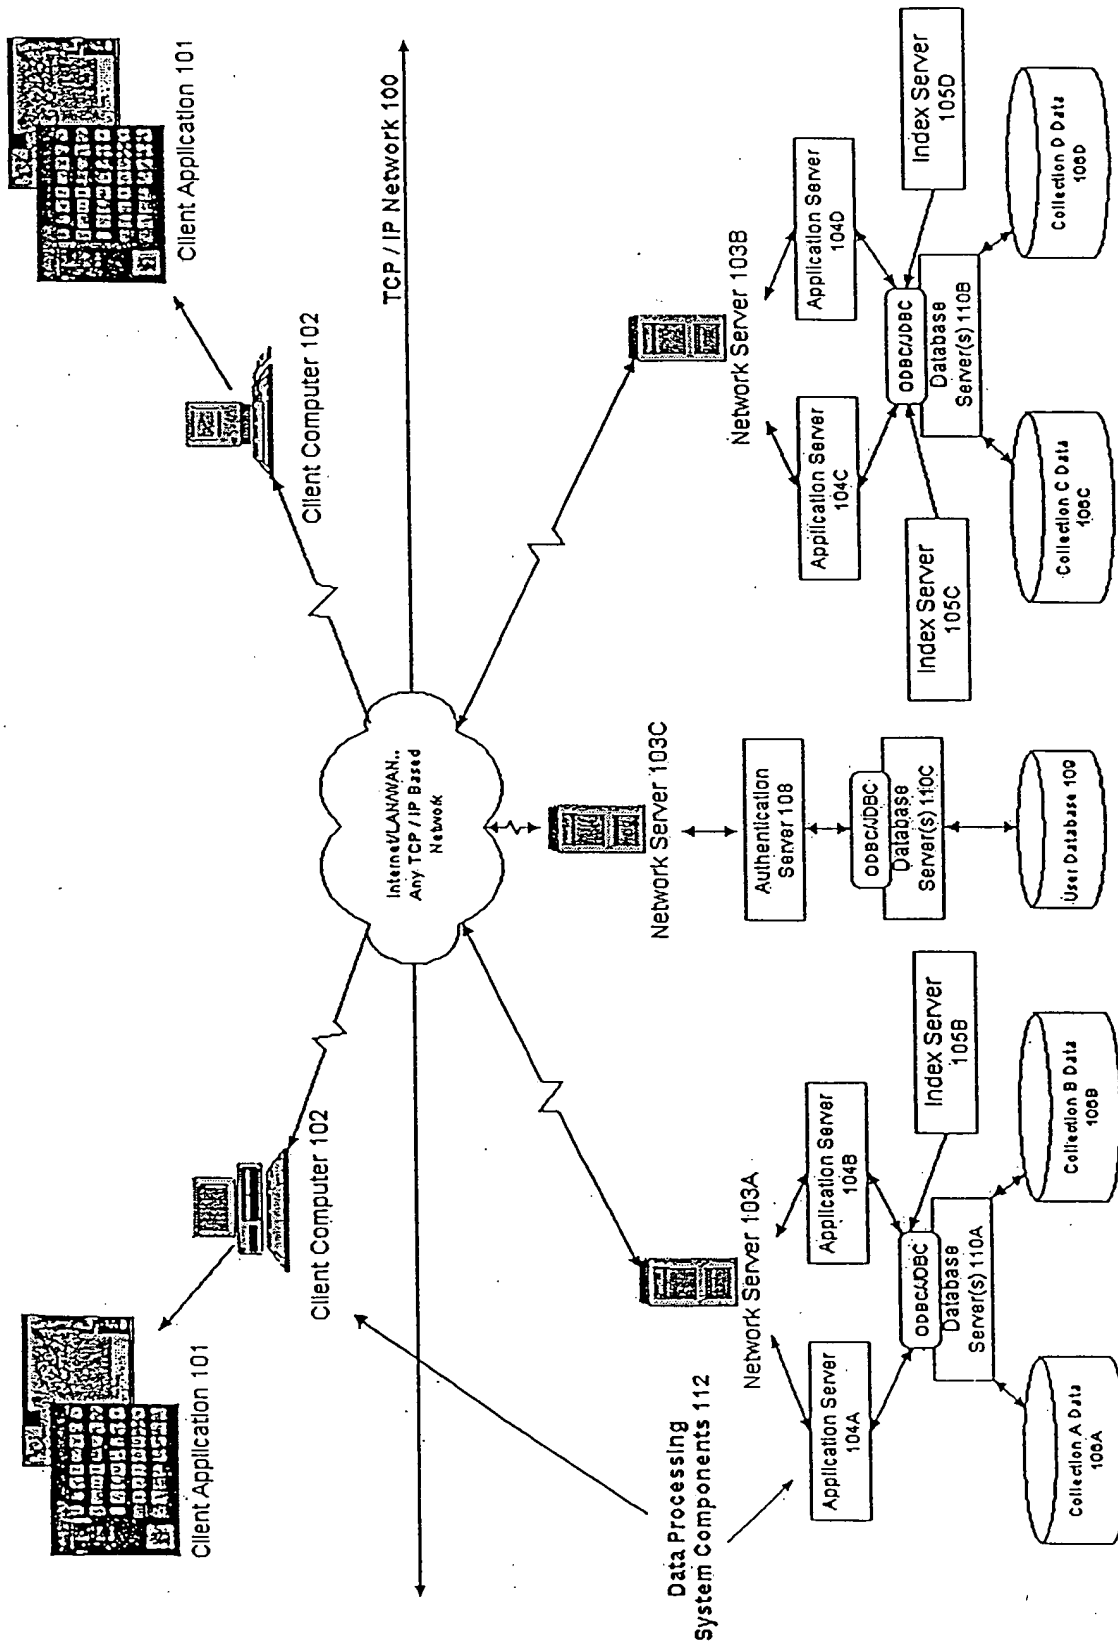 Client Application 101
Client Application 101
Client Computer 102
Client Computer 102
TCP / IP Network 100
Internet/LAN/WAN..
Any TCP / IP Based
Network
Data Processing
System Components 112
Network Server 103A
Network Server 103C
Network Server 103B
Application Server
104A
Application Server
104B
Authentication
Server 108
Application Server
104C
Application Server
104D
ODBC/JDBC
Database
Server(s) 110A
Index Server
105B
ODBC/JDBC
Database
Server(s) 110C
Index Server
105C
ODBC/JDBC
Database
Server(s) 110B
Index Server
105D
Collection A Data
106A
Collection B Data
106B
User Database 109
Collection C Data
106C
Collection D Data
106D